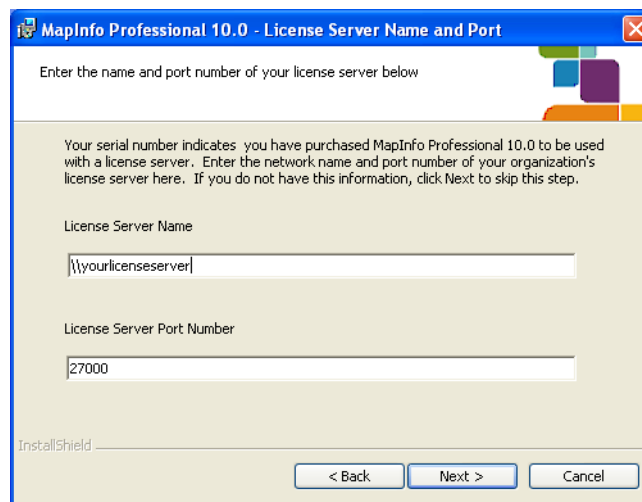 MapInfo Professional 10.0 - License Server Name and Port
Enter the name and port number of your license server below
Your serial number indicates  you have purchased MapInfo Professional 10.0 to be used
with a license server.  Enter the network name and port number of your organization's
license server here.  If you do not have this information, click Next to skip this step.
License Server Name
\\yourlicenseserver
License Server Port Number
27000
InstallShield
< Back
Next >
Cancel